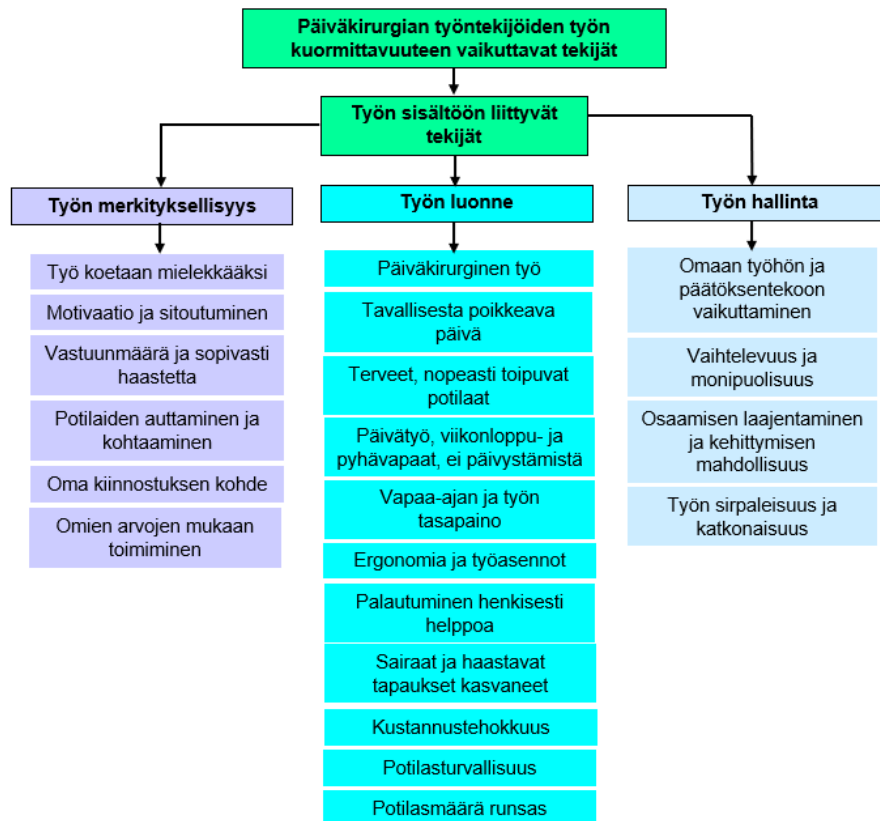 Päiväkirurgian työntekijöiden työn
kuormittavuuteen vaikuttavat tekijät
Työn sisältöön liittyvät
tekijät
Työn merkityksellisyys
Työ koetaan mielekkääksi
Motivaatio ja sitoutuminen
Vastuunmäärä ja sopivasti
haastetta
Potilaiden auttaminen ja
kohtaaminen
Oma kiinnostuksen kohde
Omien arvojen mukaan
toimiminen
Työn luonne
Päiväkirurginen työ
Tavallisesta poikkeava
päivä
Terveet, nopeasti toipuvat
potilaat
Päivätyö, viikonloppu- ja
pyhävapaat, ei päivystämistä
Vapaa-ajan ja työn
tasapaino
Ergonomia ja työasennot
Palautuminen henkisesti
helppoa
Sairaat ja haastavat
tapaukset kasvaneet
Kustannustehokkuus
Potilasturvallisuus
Potilasmäärä runsas
Työn hallinta
Omaan työhön ja
päätöksentekoon
vaikuttaminen
Vaihtelevuus ja
monipuolisuus
Osaamisen laajentaminen
ja kehittymisen
mahdollisuus
Työn sirpaleisuus ja
katkonaisuus